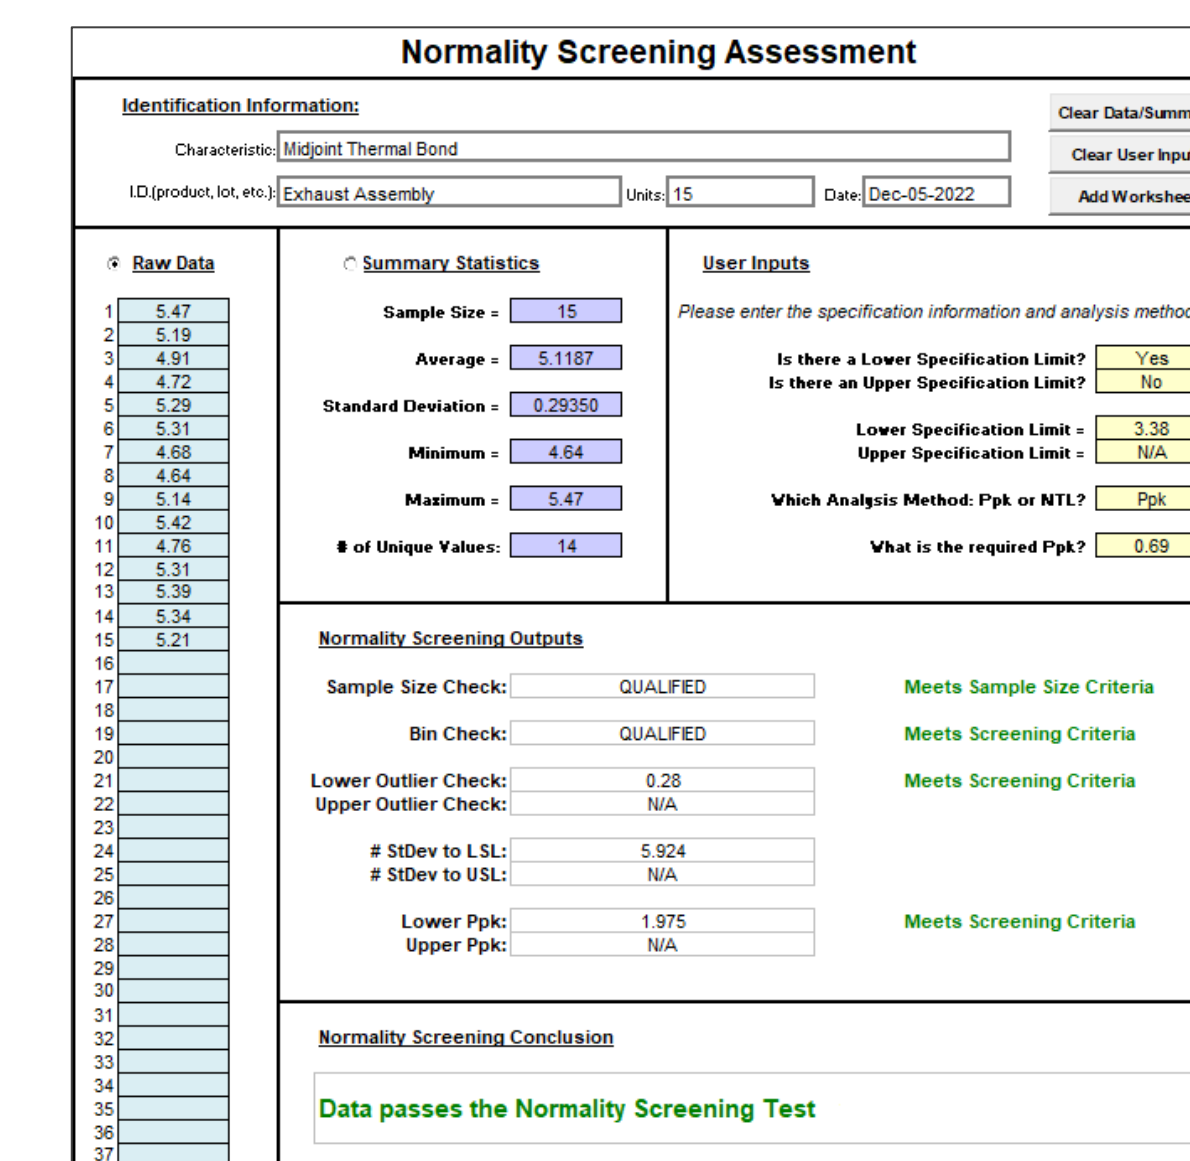 Normality Screening Assessment
Identification Information:
Clear Data/Summ
Characteristic: Midjoint Thermal Bond
Clear User Inpu
I.D.(product, lot, etc.): Exhaust Assembly Units: 15 Date: Dec-05-2022
Add Workshee
Raw Data
1 5.47
2 5.19
3 4.91
4 4.72
5 5.29
6 5.31
7 4.68
8 4.64
9 5.14
10 5.42
11 4.76
12 5.31
13 5.39
14 5.34
15 5.21
16
17
18
19
20
21
22
23
24
25
26
27
28
29
30
31
32
33
34
35
36
37
Summary Statistics
Sample Size = 15
Average = 5.1187
Standard Deviation = 0.29350
Minimum = 4.64
Maximum = 5.47
# of Unique Values: 14
User Inputs
Please enter the specification information and analysis method
Is there a Lower Specification Limit? Yes
Is there an Upper Specification Limit? No
Lower Specification Limit = 3.38
Upper Specification Limit = N/A
Which Analysis Method: Ppk or NTL? Ppk
What is the required Ppk? 0.69
Normality Screening Outputs
Sample Size Check: QUALIFIED Meets Sample Size Criteria
Bin Check: QUALIFIED Meets Screening Criteria
Lower Outlier Check: 0.28 Meets Screening Criteria
Upper Outlier Check: N/A
# StDev to LSL: 5.924
# StDev to USL: N/A
Lower Ppk: 1.975 Meets Screening Criteria
Upper Ppk: N/A
Normality Screening Conclusion
Data passes the Normality Screening Test